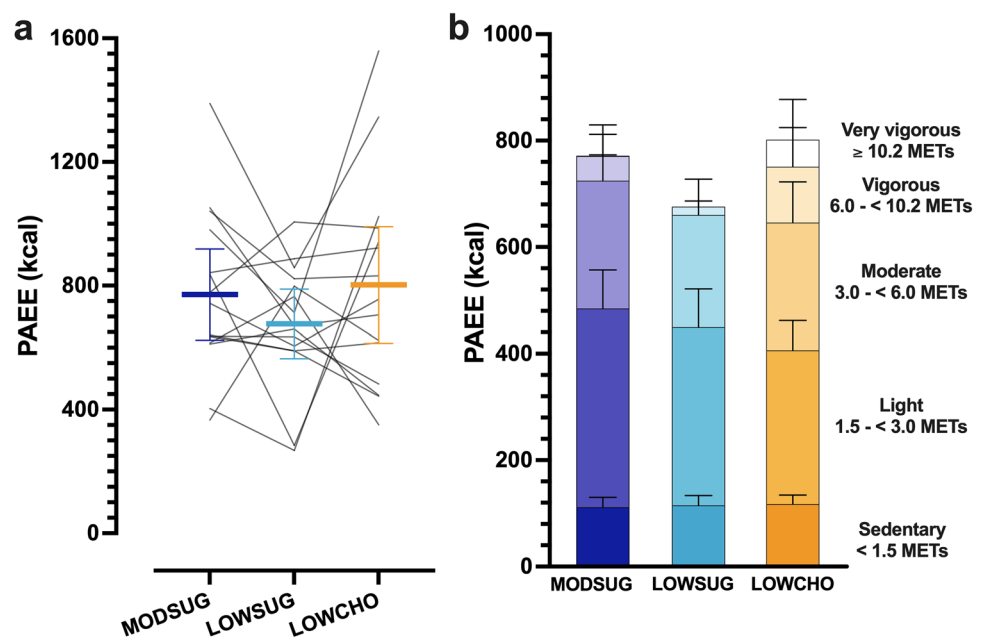 a
PAEE (kcal)
1600
1200
800
400
0
MODSUG
LOWSUG
LOWCHO
b
PAEE (kcal)
1000
800
600
400
200
0
MODSUG
LOWSUG
LOWCHO
Very vigorous
≥ 10.2 METs
Vigorous
6.0 - < 10.2 METs
Moderate
3.0 - < 6.0 METs
Light
1.5 - < 3.0 METs
Sedentary
< 1.5 METs